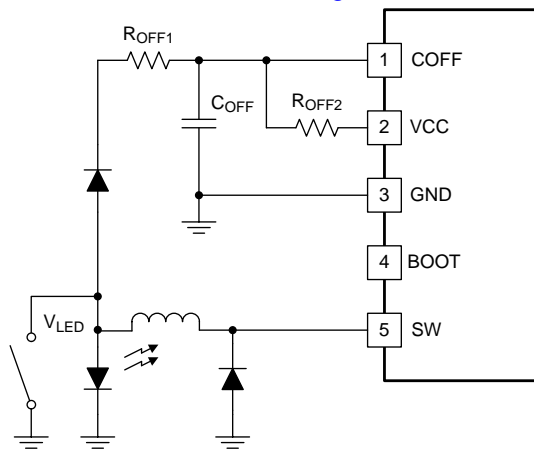 ROFF1
1 COFF
COFF
ROFF2
2 VCC
3 GND
4 BOOT
VLED
5 SW